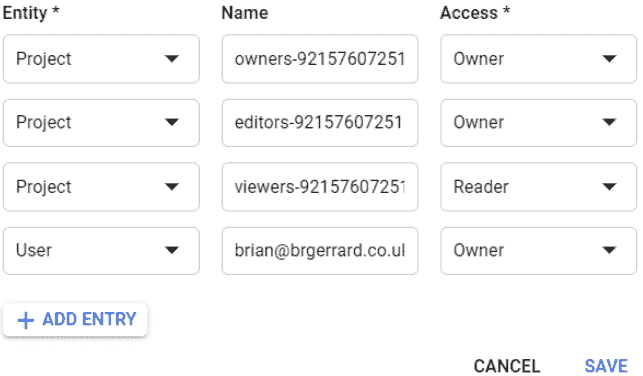 Entity * Name Access *
Project owners-92157607251 Owner
Project editors-92157607251 Owner
Project viewers-92157607251 Reader
User brian@brgerrard.co.uk Owner
+ ADD ENTRY
CANCEL SAVE